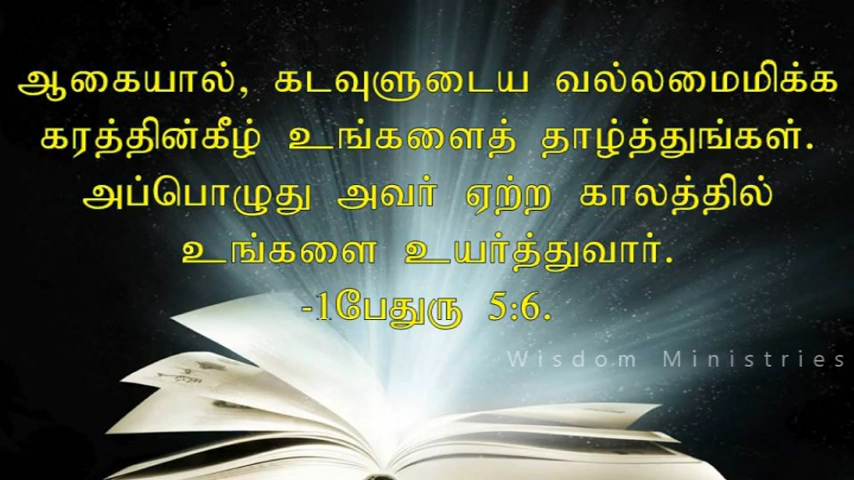 ஆகையால், கடவுளுடைய வல்லமைமிக்க
கரத்தின்கீழ் உங்களைத் தாழ்த்துங்கள்.
அப்பொழுது அவர் ஏற்ற காலத்தில்
உங்களை உயர்த்துவார்.
-1பேதுரு 5:6.
Wisdom Ministries